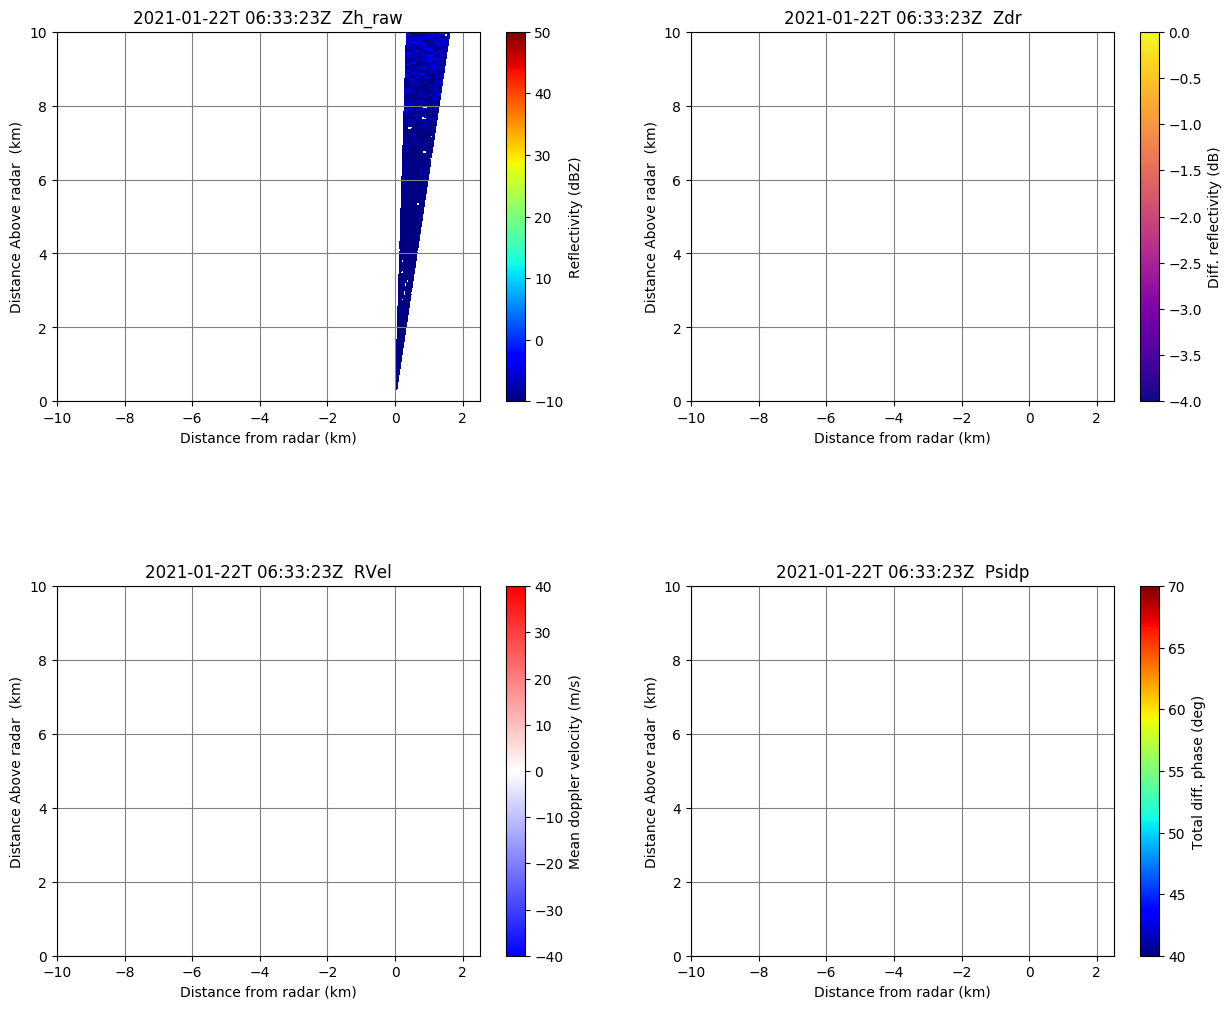 2021-01-22T 06:33:23Z  Zh_raw
10
8
6
4
2
0
Distance Above radar  (km)
−10 −8 −6 −4 −2 0 2
Distance from radar (km)
50
40
30
20
10
0
−10
Reflectivity (dBZ)
2021-01-22T 06:33:23Z  Zdr
10
8
6
4
2
0
Distance Above radar  (km)
−10 −8 −6 −4 −2 0 2
Distance from radar (km)
0.0
−0.5
−1.0
−1.5
−2.0
−2.5
−3.0
−3.5
−4.0
Diff. reflectivity (dB)
2021-01-22T 06:33:23Z  RVel
10
8
6
4
2
0
Distance Above radar  (km)
−10 −8 −6 −4 −2 0 2
Distance from radar (km)
40
30
20
10
0
−10
−20
−30
−40
Mean doppler velocity (m/s)
2021-01-22T 06:33:23Z  Psidp
10
8
6
4
2
0
Distance Above radar  (km)
−10 −8 −6 −4 −2 0 2
Distance from radar (km)
70
65
60
55
50
45
40
Total diff. phase (deg)